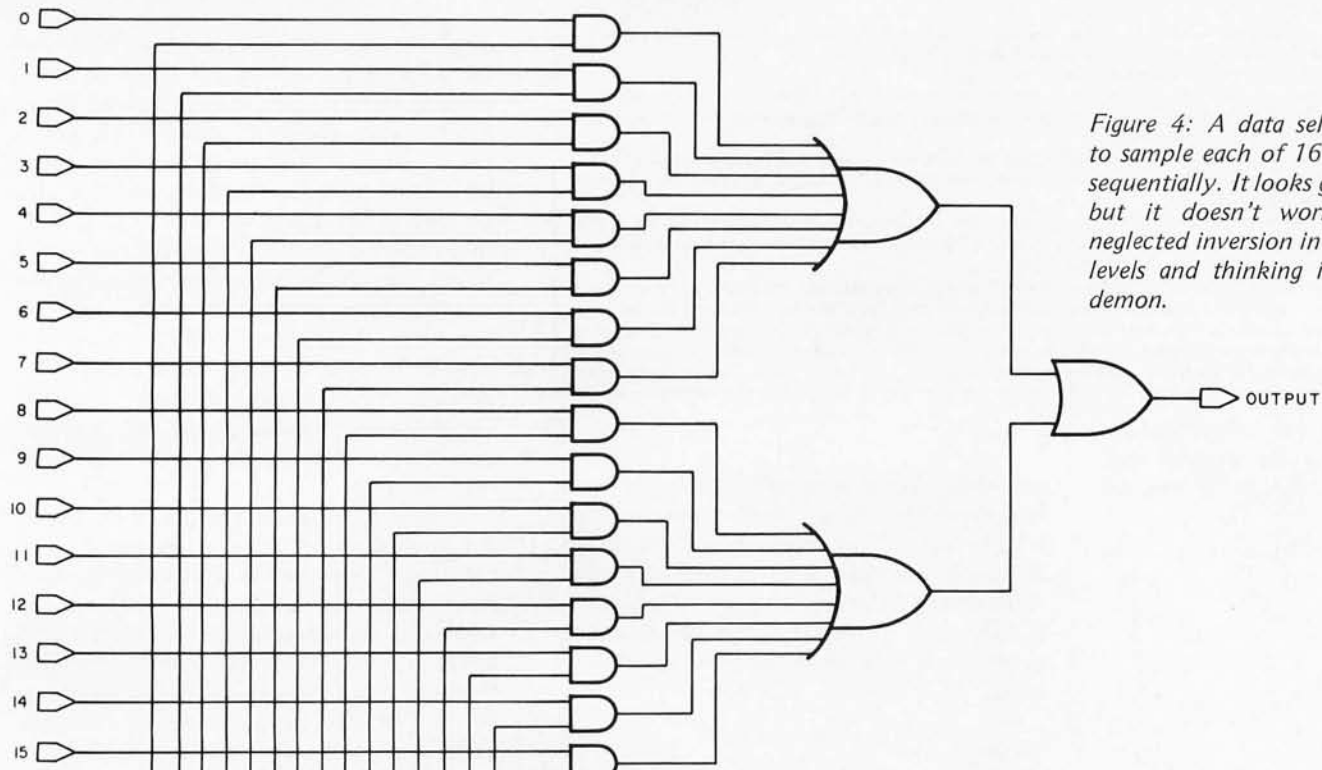 0
1
2
3
4
5
6
7
8
9
10
11
12
13
14
15
Figure 4: A data sel
to sample each of 16
sequentially. It looks g
but it doesn't wor
neglected inversion in
levels and thinking i
demon.
OUTPUT